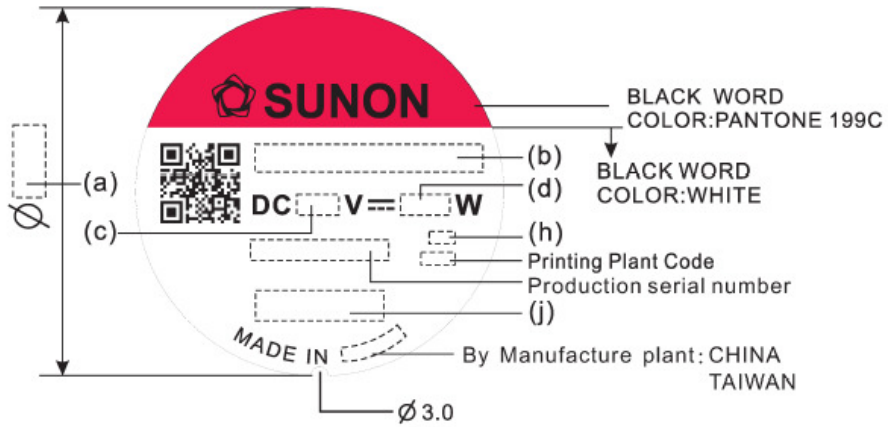 SUNON
BLACK WORD
COLOR:PANTONE 199C
BLACK WORD
COLOR:WHITE
(a)
Ø
(b)
(d)
DC V⎓ W
(c)
(h)
Printing Plant Code
Production serial number
(j)
MADE IN
By Manufacture plant: CHINA
TAIWAN
Ø 3.0